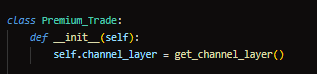 class Premium_Trade:
    def __init__(self):
        self.channel_layer = get_channel_layer()